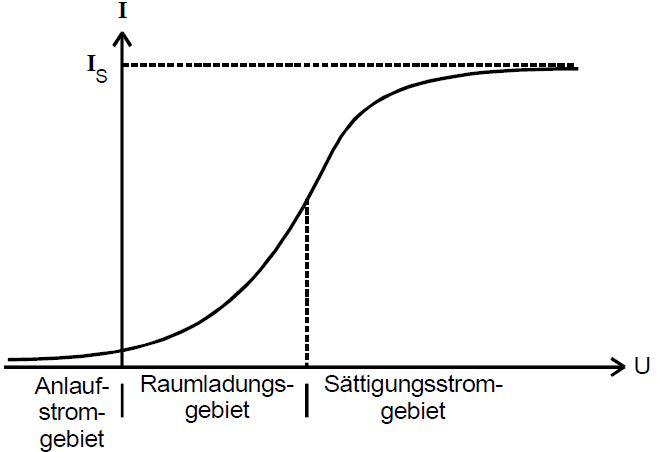 I
I_S
U
Anlauf-
strom-
gebiet
Raumladungs-
gebiet
Sättigungsstrom-
gebiet